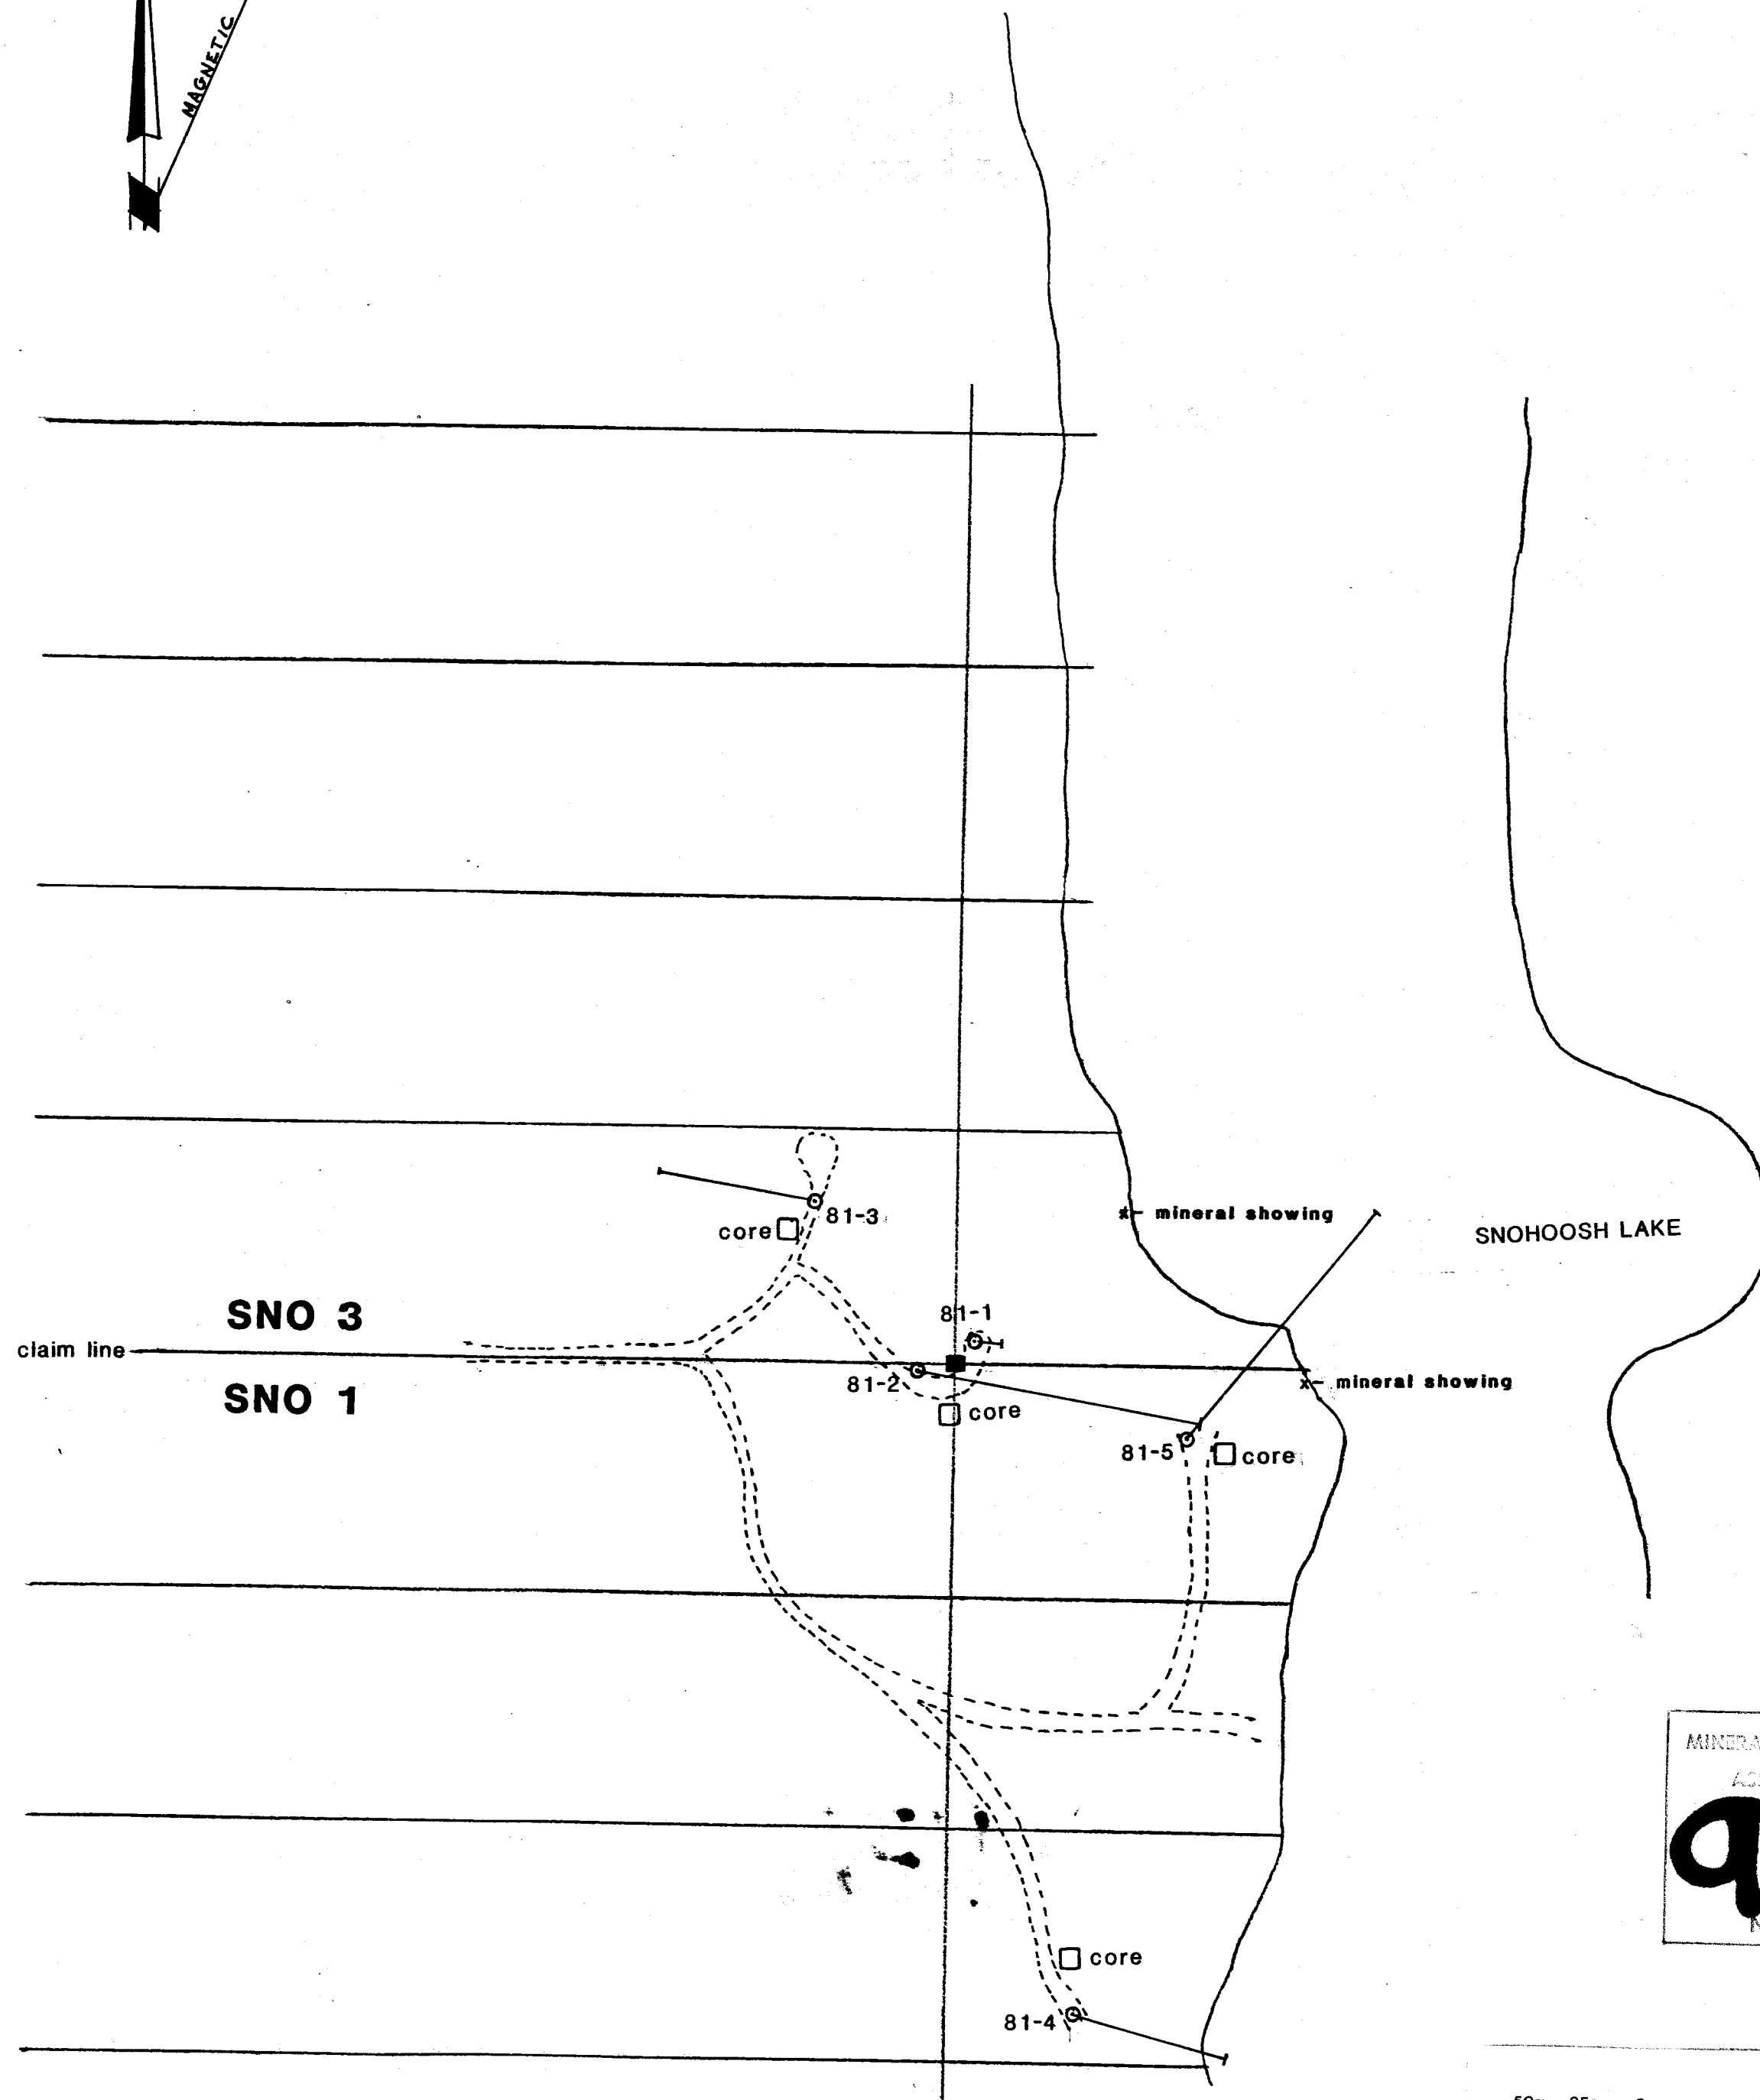 MAGNETIC
81-3
core
mineral showing
SNOHOOSH LAKE
SNO 3
81-1
claim line
SNO 1
81-2
mineral showing
core
81-5
core
core
81-4